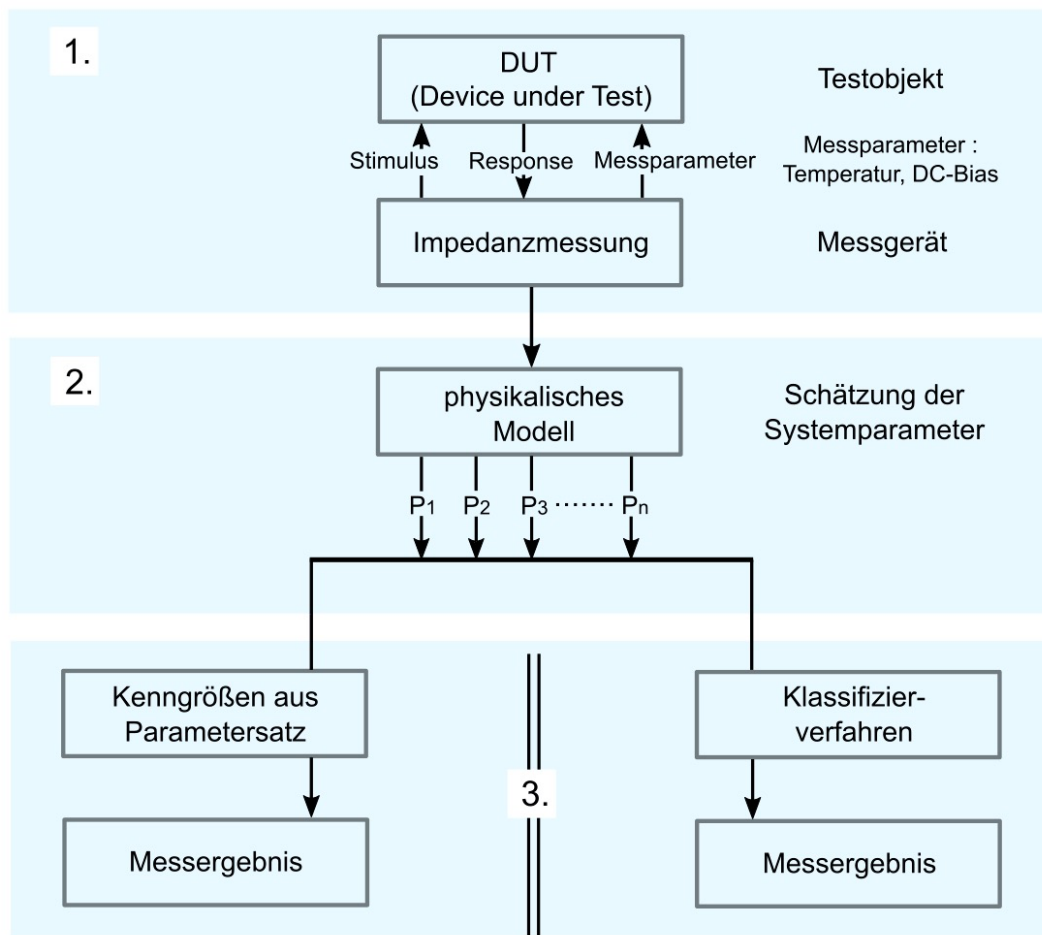 1.
DUT
(Device under Test)
Testobjekt
Stimulus
Response
Messparameter
Messparameter :
Temperatur, DC-Bias
Impedanzmessung
Messgerät
2.
physikalisches
Modell
Schätzung der
Systemparameter
P1 P2 P3 ······· Pn
Kenngrößen aus
Parametersatz
Klassifizier-
verfahren
3.
Messergebnis
Messergebnis